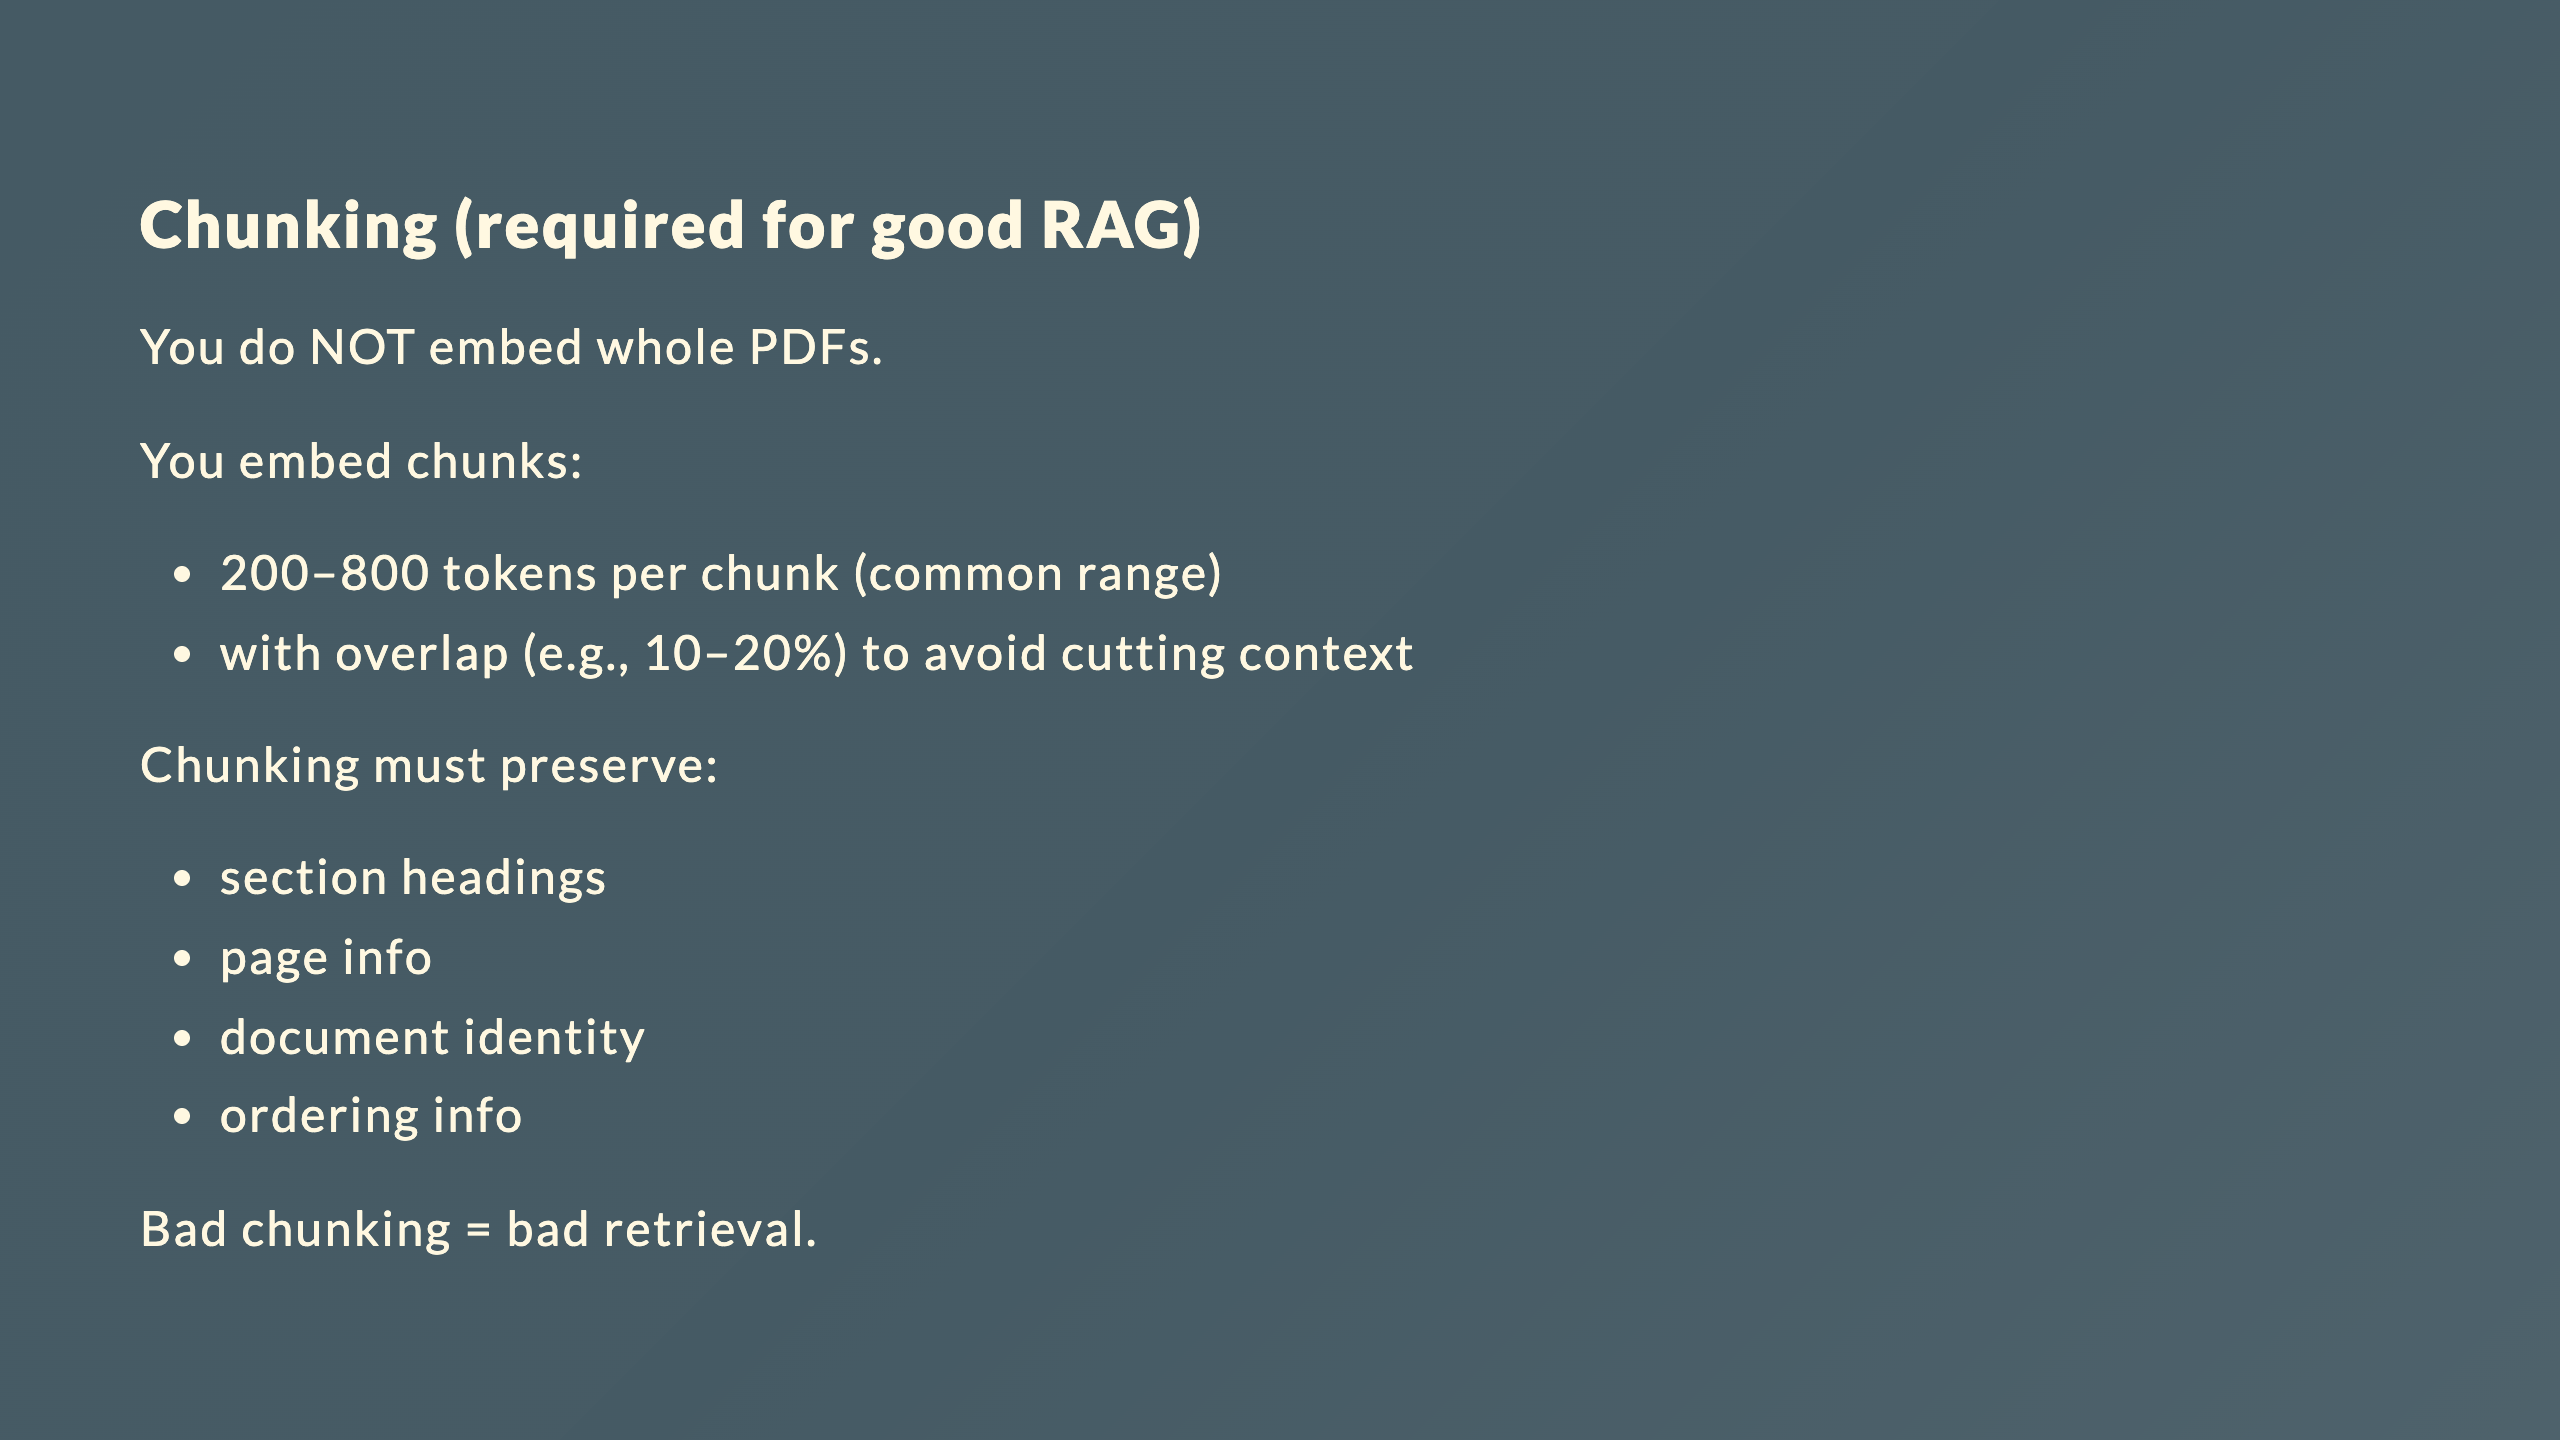 Chunking (required for good RAG)
You do NOT embed whole PDFs.
You embed chunks:
• 200–800 tokens per chunk (common range)
• with overlap (e.g., 10–20%) to avoid cutting context
Chunking must preserve:
• section headings
• page info
• document identity
• ordering info
Bad chunking = bad retrieval.